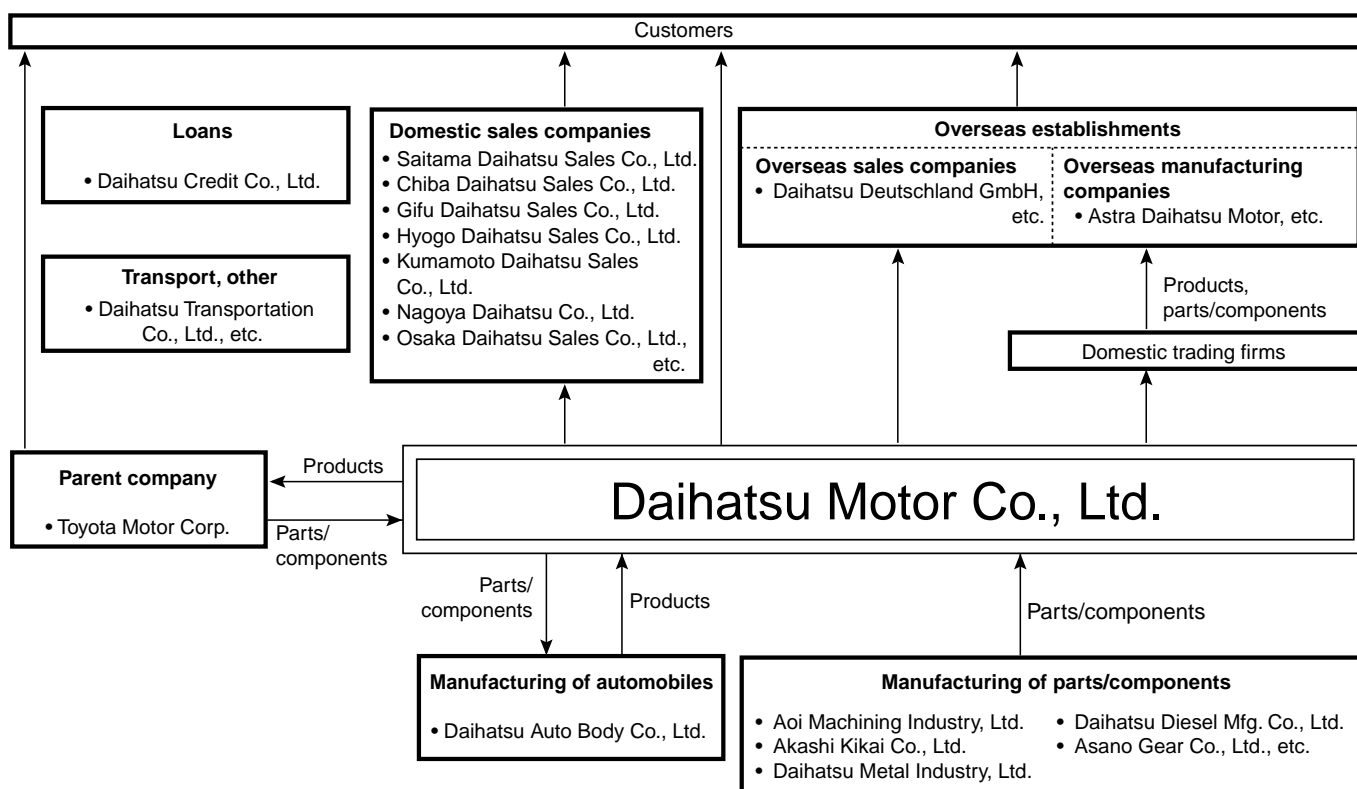 Customers
Loans
• Daihatsu Credit Co., Ltd.
Transport, other
• Daihatsu Transportation
Co., Ltd., etc.
Domestic sales companies
• Saitama Daihatsu Sales Co., Ltd.
• Chiba Daihatsu Sales Co., Ltd.
• Gifu Daihatsu Sales Co., Ltd.
• Hyogo Daihatsu Sales Co., Ltd.
• Kumamoto Daihatsu Sales
Co., Ltd.
• Nagoya Daihatsu Co., Ltd.
• Osaka Daihatsu Sales Co., Ltd.,
etc.
Overseas establishments
Overseas sales companies
• Daihatsu Deutschland GmbH,
etc.
Overseas manufacturing
companies
• Astra Daihatsu Motor, etc.
Products,
parts/components
Domestic trading firms
Parent company
• Toyota Motor Corp.
Products
Parts/
components
Daihatsu Motor Co., Ltd.
Parts/
components
Products
Parts/components
Manufacturing of automobiles
• Daihatsu Auto Body Co., Ltd.
Manufacturing of parts/components
• Aoi Machining Industry, Ltd.
• Akashi Kikai Co., Ltd.
• Daihatsu Metal Industry, Ltd.
• Daihatsu Diesel Mfg. Co., Ltd.
• Asano Gear Co., Ltd., etc.